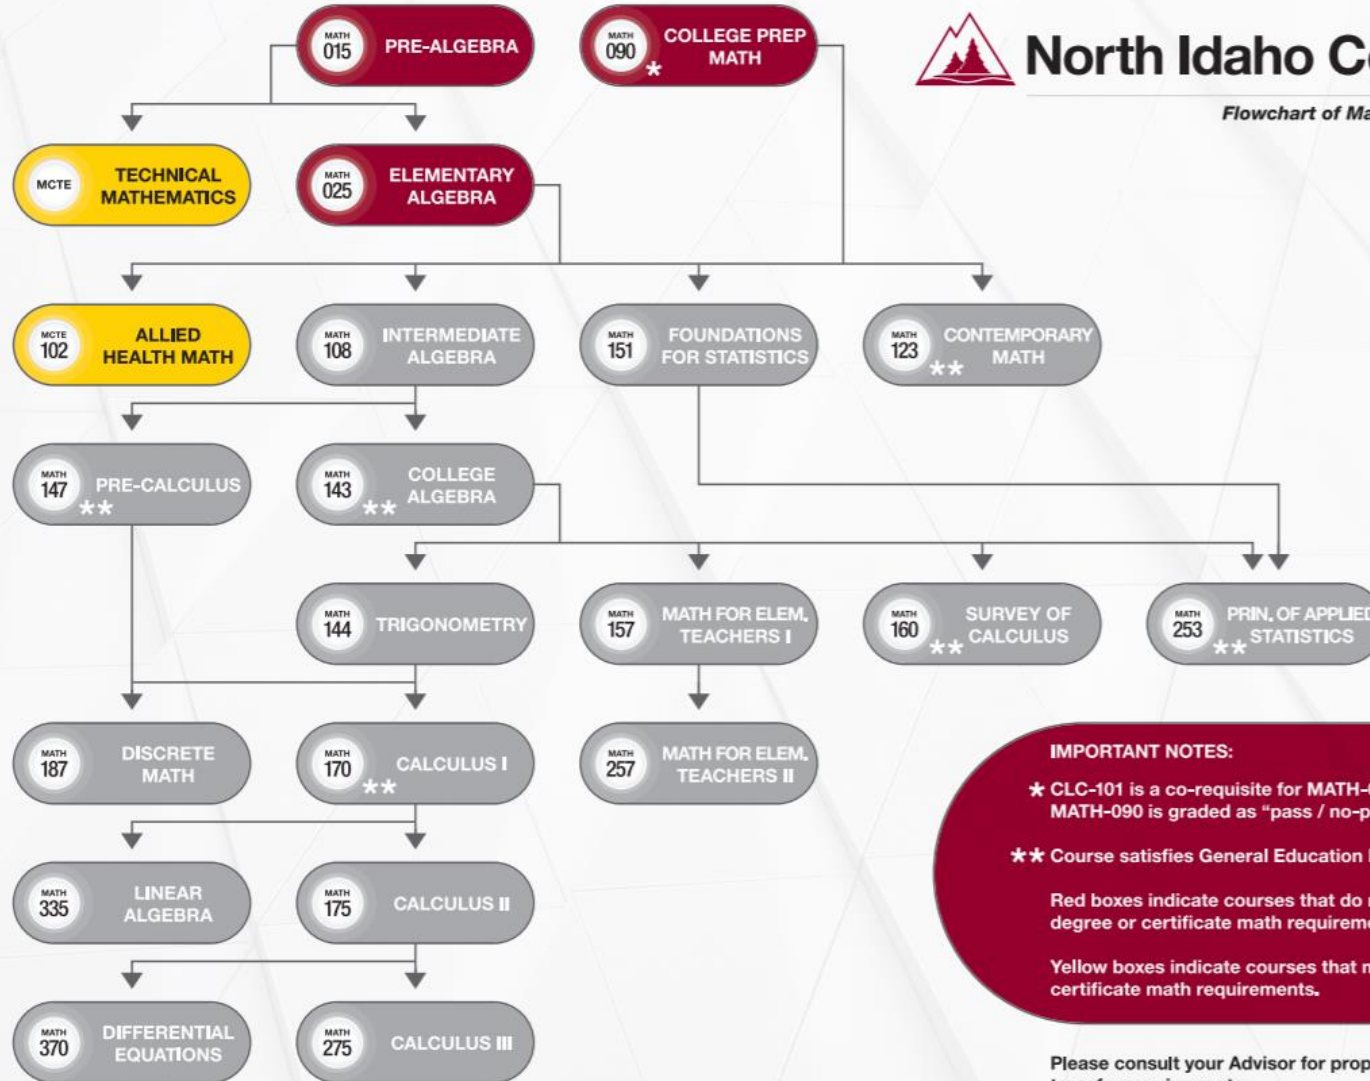 MATH
015
PRE-ALGEBRA
MATH
090
*
COLLEGE PREP
MATH
North Idaho
Flowchart of
MCTE
TECHNICAL
MATHEMATICS
MATH
025
ELEMENTARY
ALGEBRA
MCTE
102
ALLIED
HEALTH MATH
MATH
108
INTERMEDIATE
ALGEBRA
MATH
151
FOUNDATIONS
FOR STATISTICS
MATH
123
**
CONTEMPORARY
MATH
MATH
147
**
PRE-CALCULUS
MATH
143
**
COLLEGE
ALGEBRA
MATH
144
TRIGONOMETRY
MATH
157
MATH FOR ELEM.
TEACHERS I
MATH
160
**
SURVEY OF
CALCULUS
MATH
253
**
PRIN. OF APPLIED
STATISTICS
MATH
187
DISCRETE
MATH
MATH
170
**
CALCULUS I
MATH
257
MATH FOR ELEM.
TEACHERS II
MATH
335
LINEAR
ALGEBRA
MATH
175
CALCULUS II
MATH
370
DIFFERENTIAL
EQUATIONS
MATH
275
CALCULUS III
IMPORTANT NOTES:
* CLC-101 is a co-requisite for
MATH-090 is graded as "pass /
** Course satisfies General Education
Red boxes indicate courses that do
degree or certificate math
Yellow boxes indicate courses that
certificate math requirements.
Please consult your Advisor for